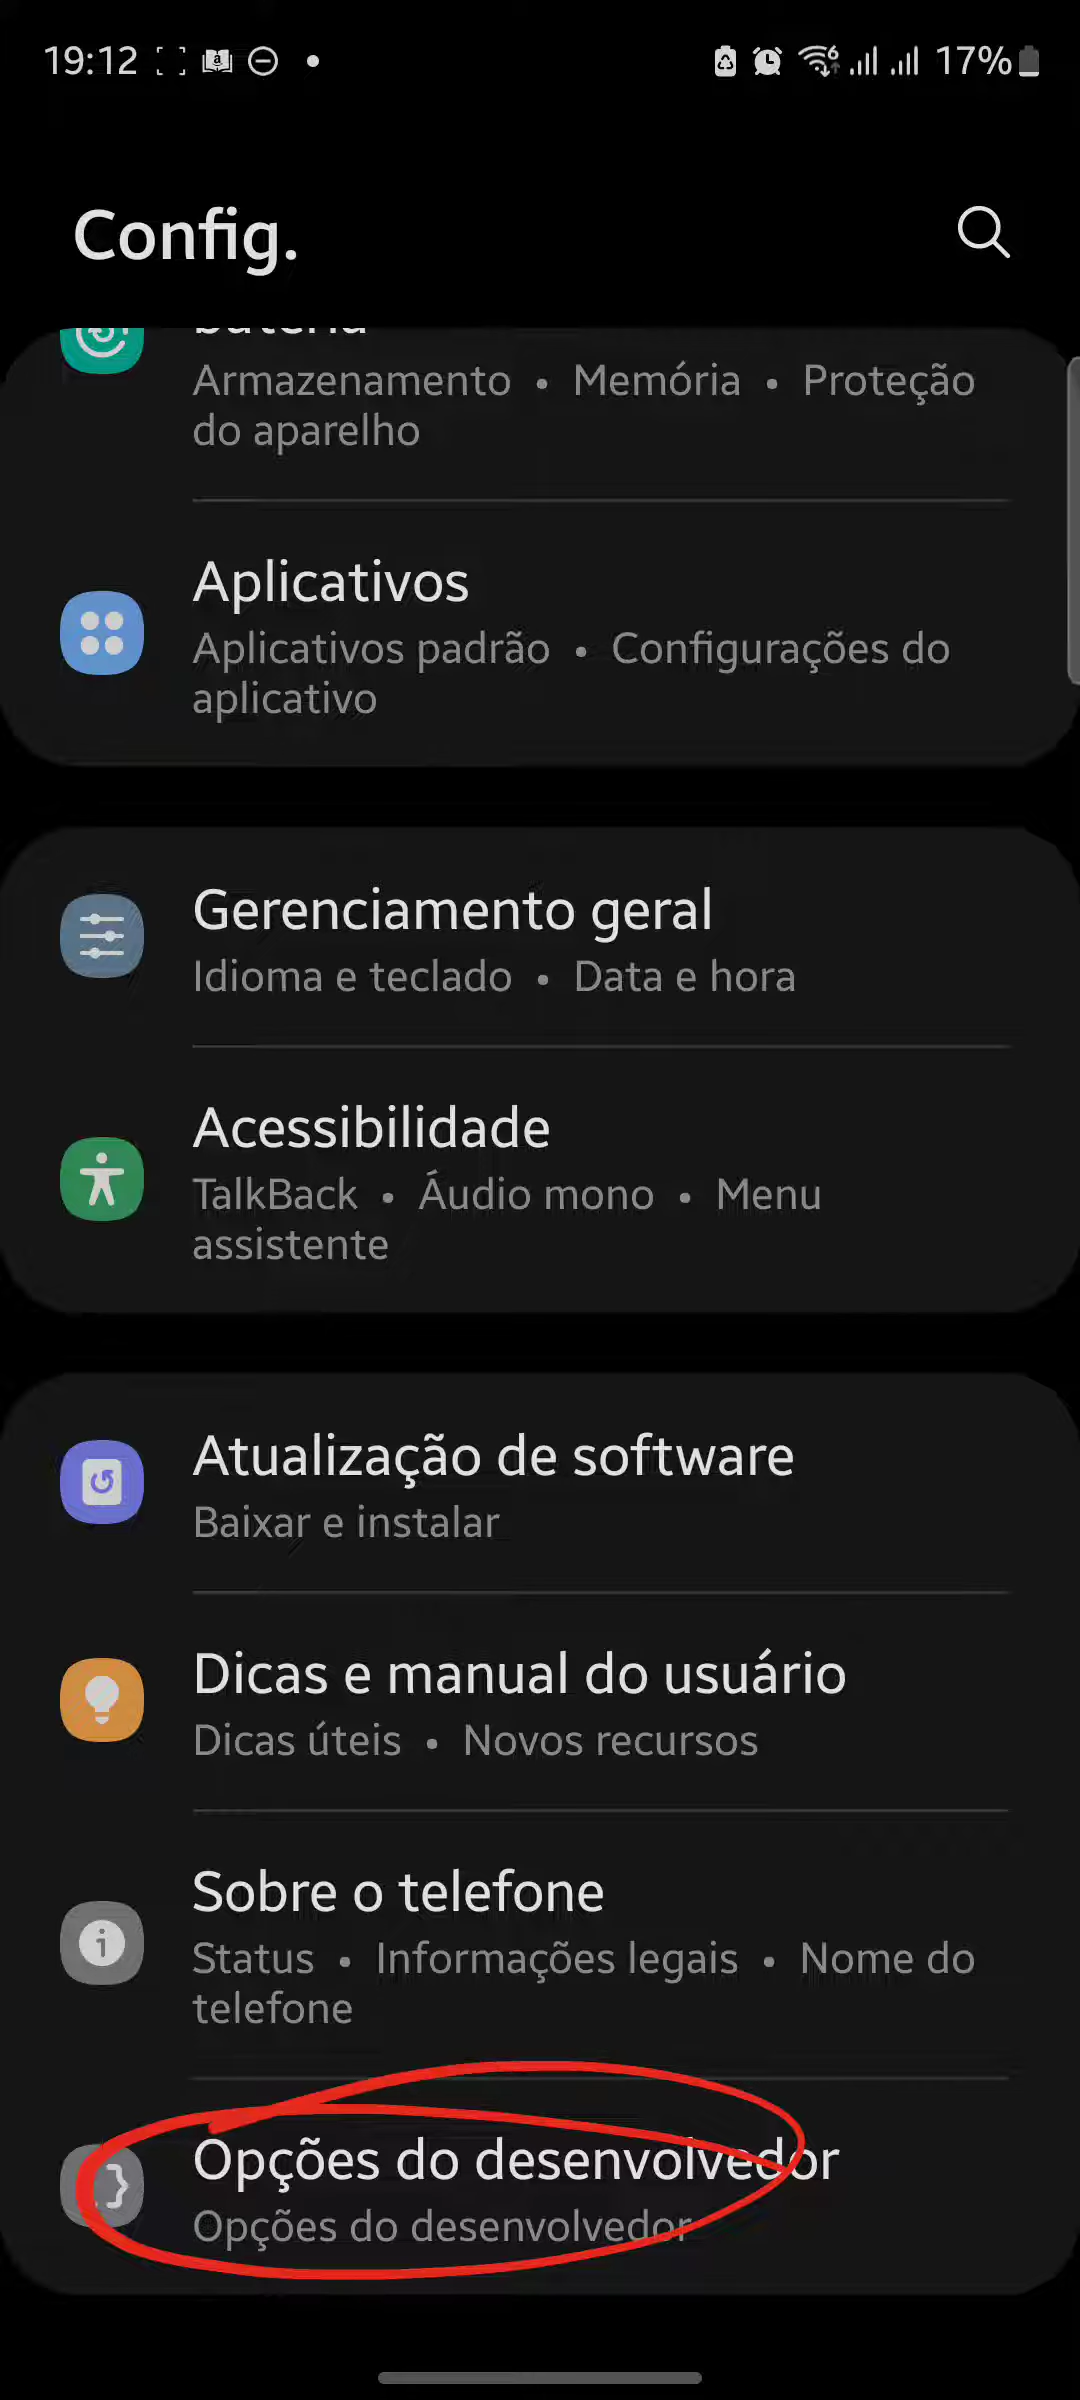 19:12
17%
Config.
bateria
Armazenamento • Memória • Proteção
do aparelho
Aplicativos
Aplicativos padrão • Configurações do
aplicativo
Gerenciamento geral
Idioma e teclado • Data e hora
Acessibilidade
TalkBack • Áudio mono • Menu
assistente
Atualização de software
Baixar e instalar
Dicas e manual do usuário
Dicas úteis • Novos recursos
Sobre o telefone
Status • Informações legais • Nome do
telefone
Opções do desenvolvedor
Opções do desenvolvedor